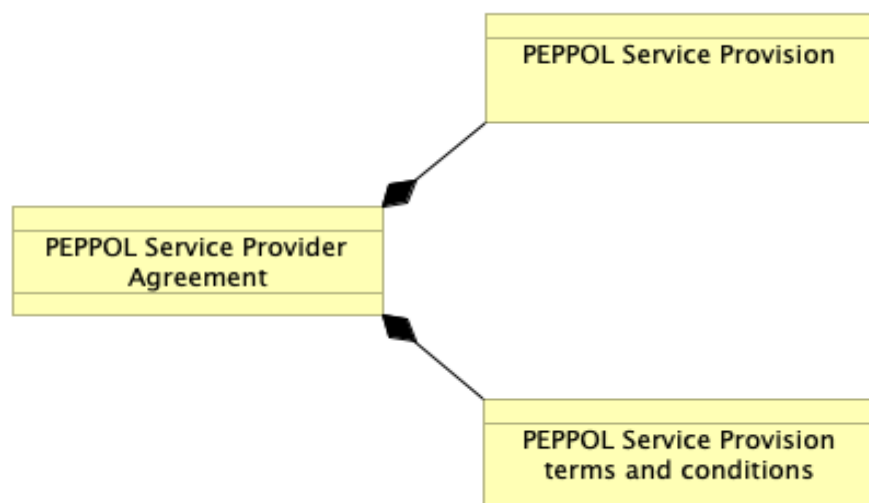 PEPPOL Service Provision
PEPPOL Service Provider
Agreement
PEPPOL Service Provision
terms and conditions